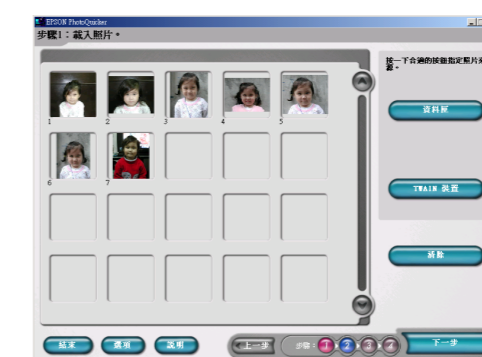 EPSON PhotoQuicker
步驟1：載入照片。
按一下合適的按鈕指定照片來
源。
1
2
3
4
5
資料匣
6
7
TWAIN 裝置
清除
結束
選項
說明
上一步
步驟：1 2 3 4
下一步